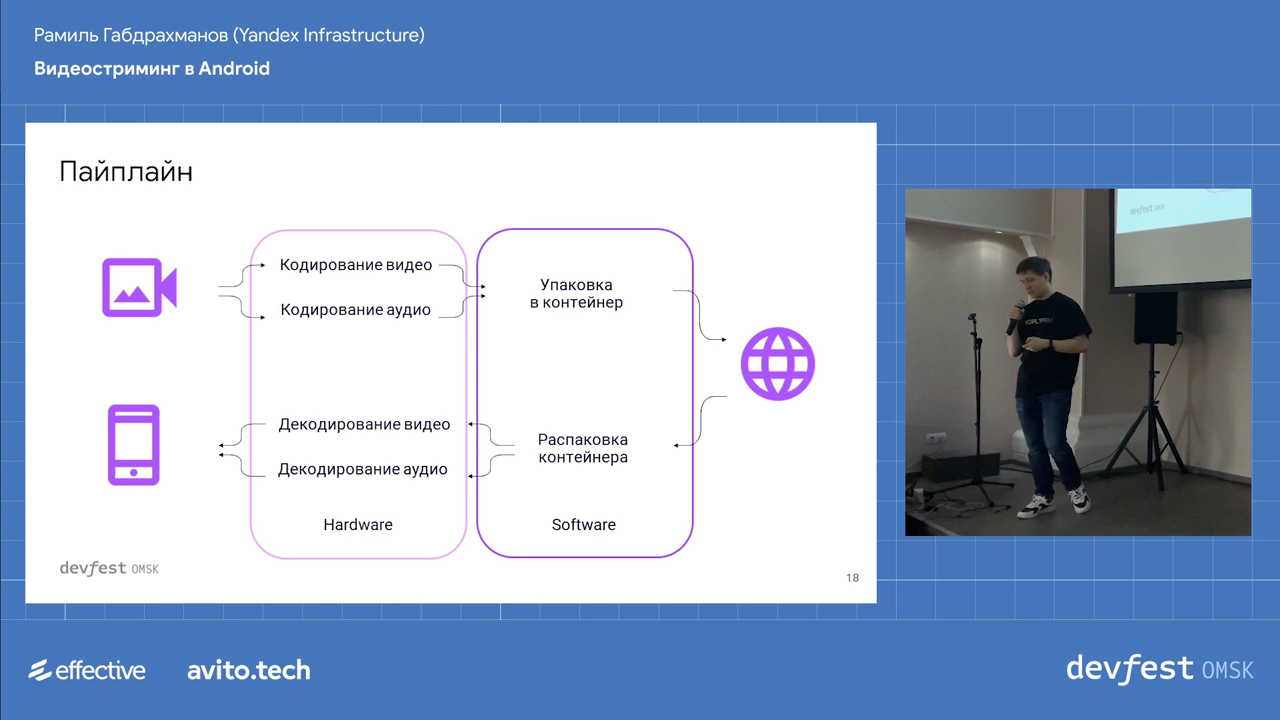 Рамиль Габдрахманов (Yandex Infrastructure)
Видеостриминг в Android
Пайплайн
Кодирование видео
Кодирование аудио
Упаковка
в контейнер
Декодирование видео
Декодирование аудио
Распаковка
контейнера
Hardware
Software
devfest OMSK
18
devfest
effective
avito.tech
devfest OMSK